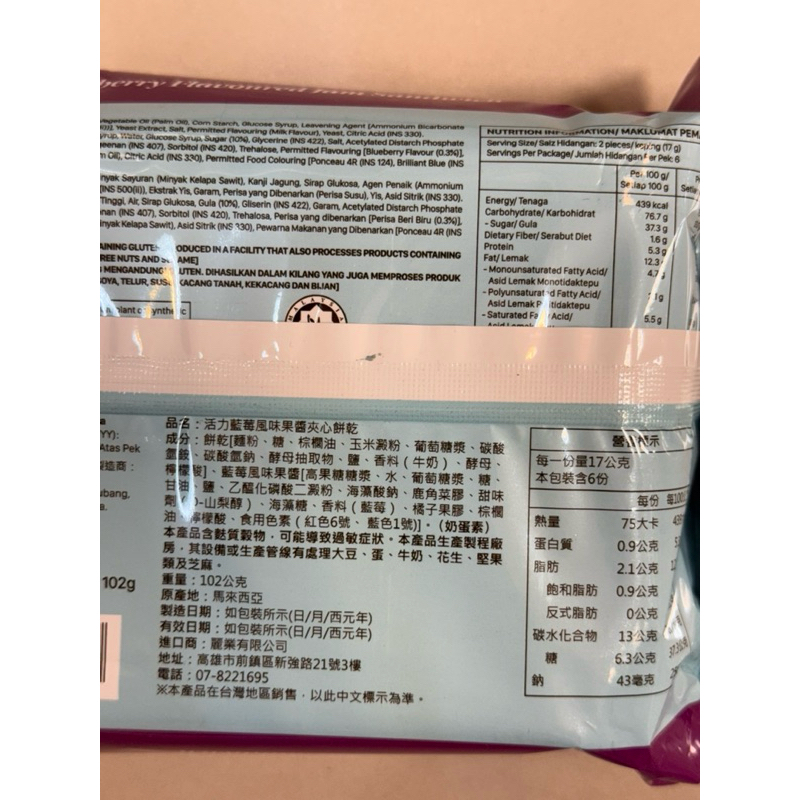 berry Flavoured Jam Sandwich
Vegetable Oil (Palm Oil), Corn Starch, Glucose Syrup, Leavening Agent [Ammonium Bicarbonate
Yeast Extract, Salt, Permitted Flavouring (Milk Flavour), Yeast, Citric Acid (INS 330).
Syrup, Water, Glucose Syrup, Sugar (10%), Glycerine (INS 422), Salt, Acetylated Distarch Phosphate
(INS 407), Sorbitol (INS 420), Trehalose, Permitted Flavouring [Blueberry Flavour (0.3%)],
Oil), Citric Acid (INS 330), Permitted Food Colouring [Ponceau 4R (INS 124), Brilliant Blue (INS
Minyak Sayuran (Minyak Kelapa Sawit), Kanji Jagung, Sirap Glukosa, Agen Penaik (Ammonium
(INS 500(ii)), Ekstrak Yis, Garam, Perisa yang Dibenarkan (Perisa Susu), Yis, Asid Sitrik (INS 330).
Tinggi, Air, Sirap Glukosa, Gula (10%), Gliserin (INS 422), Garam, Acetylated Distarch Phosphate
(INS 407), Sorbitol (INS 420), Trehalosa, Perisa yang dibenarkan [Perisa Beri Biru (0.3%)],
Minyak Kelapa Sawit), Asid Sitrik (INS 330), Pewarna Makanan yang Dibenarkan [Ponceau 4R (INS
PRODUCED IN A FACILITY THAT ALSO PROCESSES PRODUCTS CONTAINING
TREE NUTS AND SESAME]
MENGANDUNGI GLUTEN. DIHASILKAN DALAM KILANG YANG JUGA MEMPROSES PRODUK
SOYA, TELUR, SUSU, KACANG TANAH, KEKACANG DAN BIJAN]
MALAYSIA
NUTRITION INFORMATION/ MAKLUMAT PEM
Serving Size/ Saiz Hidangan: 2 pieces/ keping (17 g)
Servings Per Package/ Jumlah Hidangan Per Pek: 6
Per 100 g/
Setiap 100 g
Energy/ Tenaga 439 kcal
Carbohydrate/ Karbohidrat 76.7 g
- Sugar/ Gula 37.3 g
Dietary Fiber/ Serabut Diet 1.6 g
Protein 5.3 g
Fat/ Lemak 12.3
- Monounsaturated Fatty Acid/ 4.7
Asid Lemak Monotidaktepu
- Polyunsaturated Fatty Acid/
Asid Lemak Politidaktepu
- Saturated Fatty Acid/ 5.5 g
Atas Pek
102g
品名：活力藍莓風味果醬夾心餅乾
成分：餅乾[麵粉、糖、棕櫚油、玉米澱粉、葡萄糖漿、碳酸
氫銨、碳酸氫鈉、酵母抽取物、鹽、香料（牛奶）、酵母、
檸檬酸]、藍莓風味果醬[高果糖糖漿、水、葡萄糖漿、糖、
甘油、鹽、乙醯化磷酸二澱粉、海藻酸鈉、鹿角菜膠、甜味
劑（D-山梨醇）、海藻糖、香料（藍莓）、橘子果膠、棕櫚
油、檸檬酸、食用色素（紅色6號、藍色1號)]。(奶蛋素）
本產品含麩質穀物，可能導致過敏症狀。本產品生產製程廠
房，其設備或生產管線有處理大豆、蛋、牛奶、花生、堅果
類及芝麻。
重量：102公克
原產地：馬來西亞
製造日期：如包裝所示(日/月/西元年)
有效日期：如包裝所示(日/月/西元年)
進口商：麗業有限公司
地址：高雄市前鎮區新強路21號3樓
電話：07-8221695
※本產品在台灣地區銷售，以此中文標示為準。
營養標示
每一份量17公克
本包裝含6份
每份 每100
熱量 75大卡
蛋白質 0.9公克
脂肪 2.1公克
飽和脂肪 0.9公克
反式脂肪 0公克
碳水化合物 13公克
糖 6.3公克
鈉 43毫克